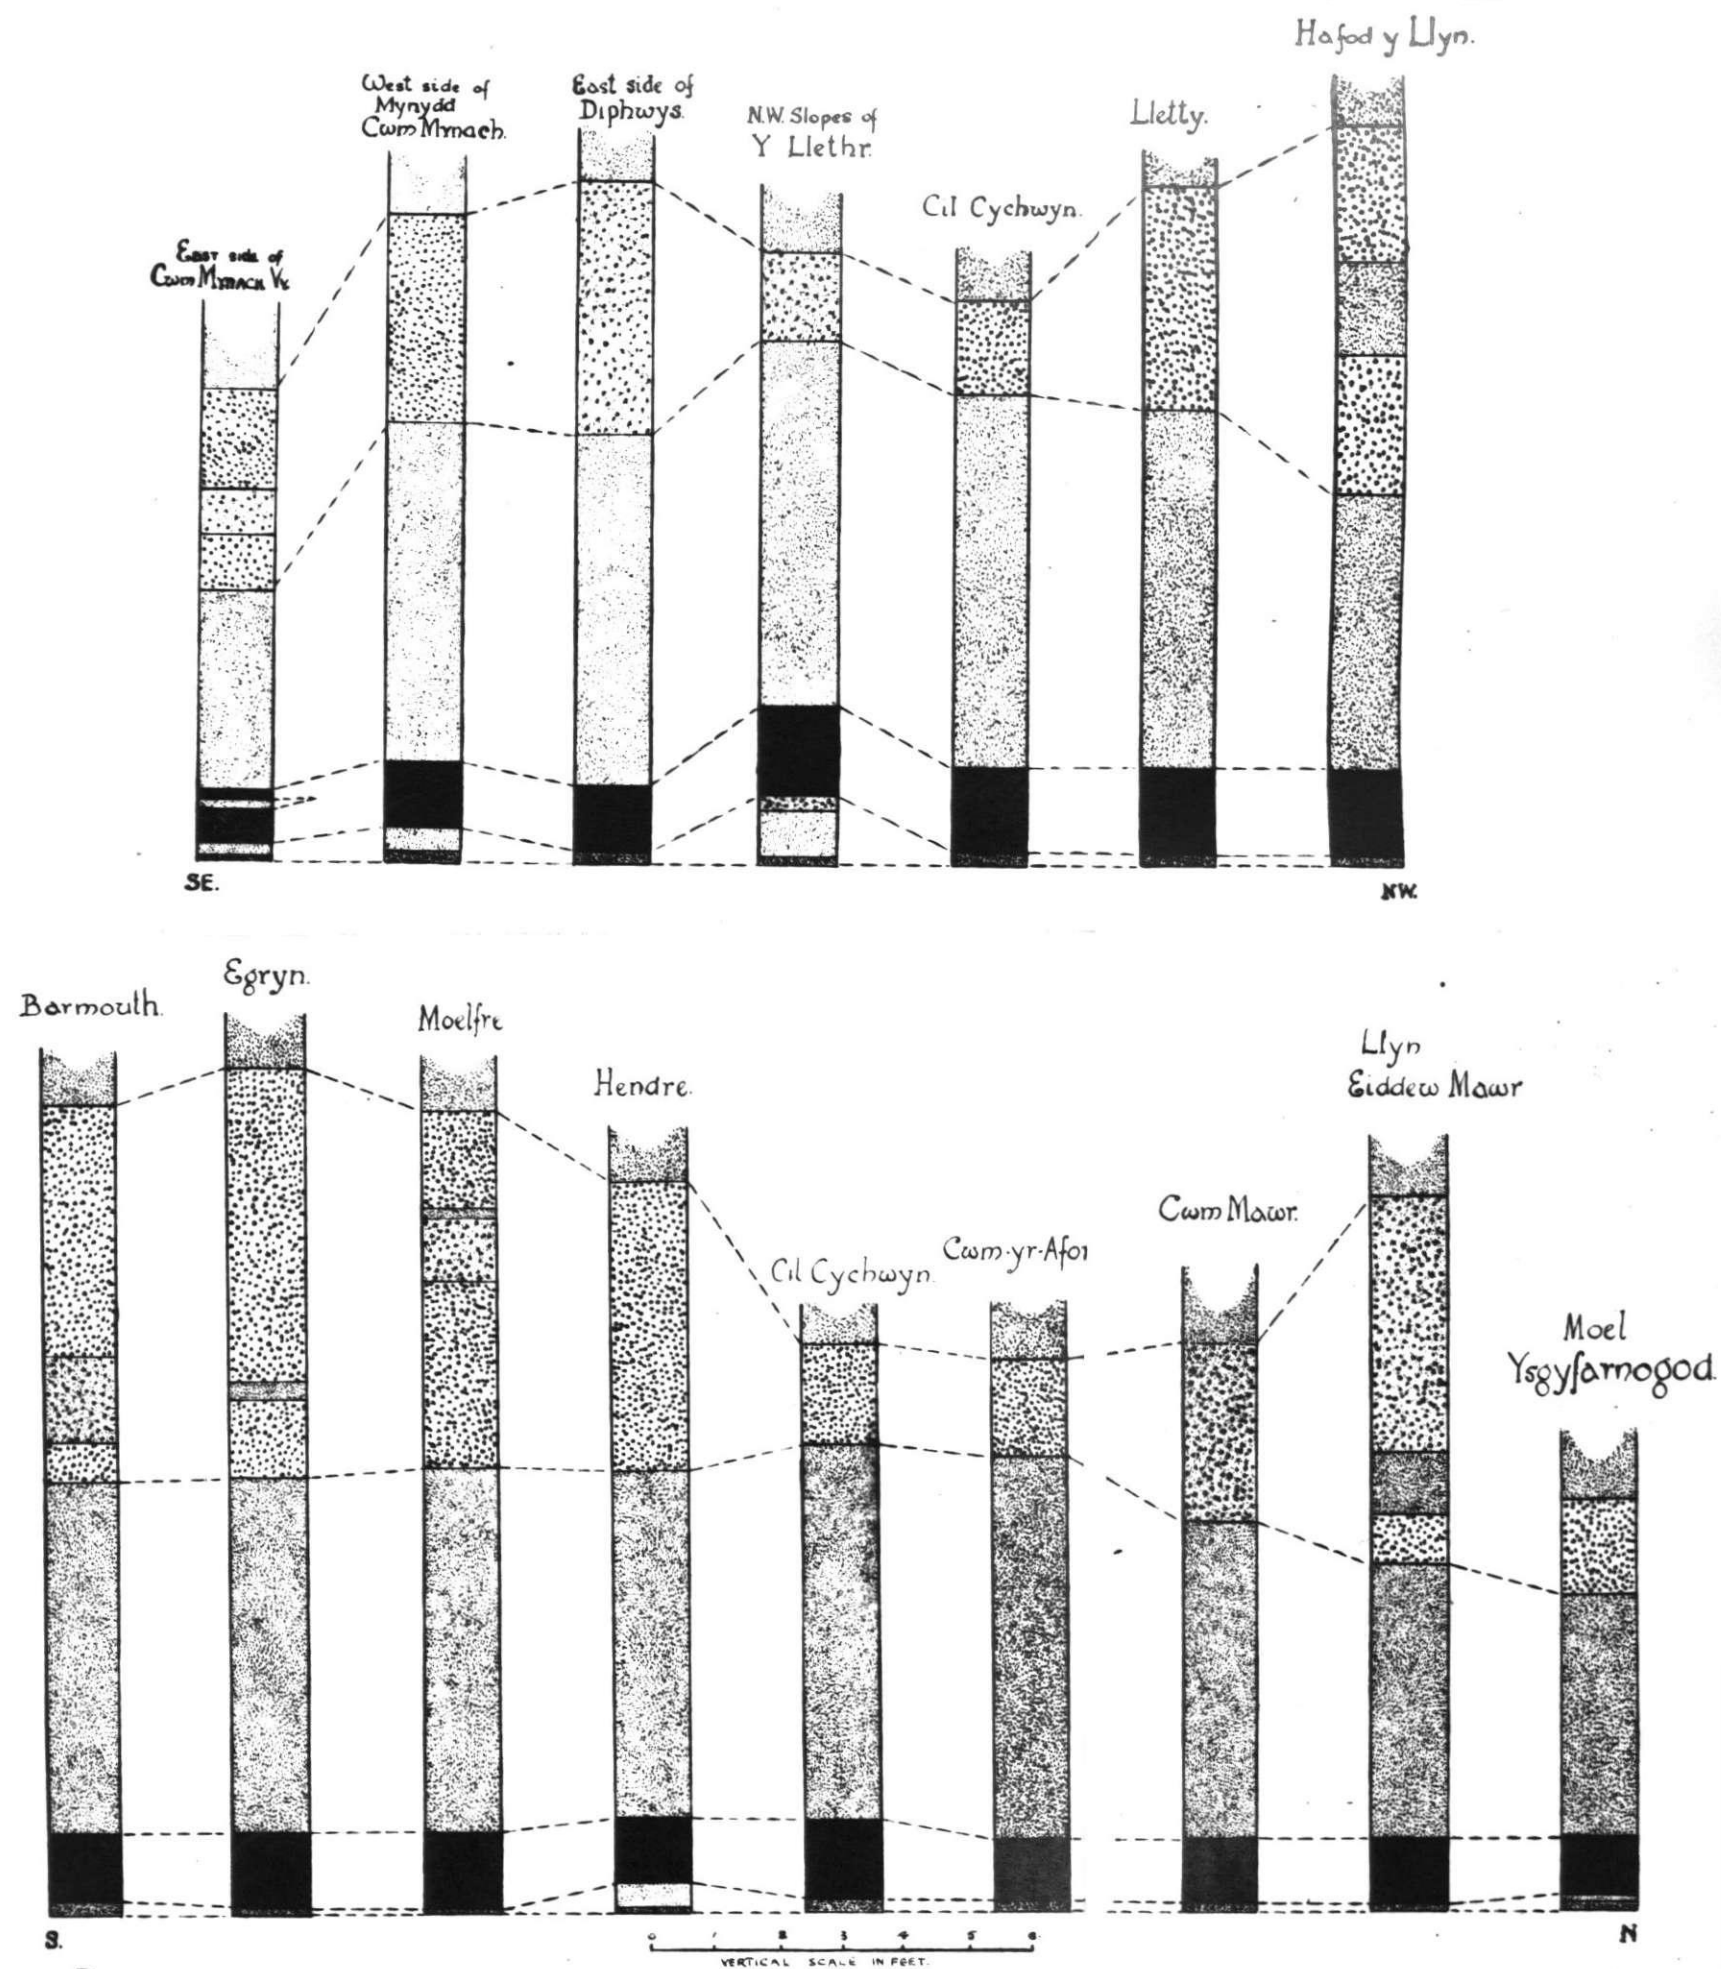 Hafod y Llyn.
West side of
Mynydd
Cwm Mynach.
East side of
Diphwys.
N.W. Slopes of
Y Llethr.
Lletty.
Cil Cychwyn.
East side of
Cwm Mynach Vy.
SE.
NW.
Barmouth.
Egryn.
Moelfre
Hendre.
Cil Cychwyn.
Cwm-yr-Afor
Cwm Mawr.
Llyn
Eiddew Mawr
Moel
Ysgyfarnogod.
S.
N
0 1 2 3 4 5 6
VERTICAL SCALE IN FEET.